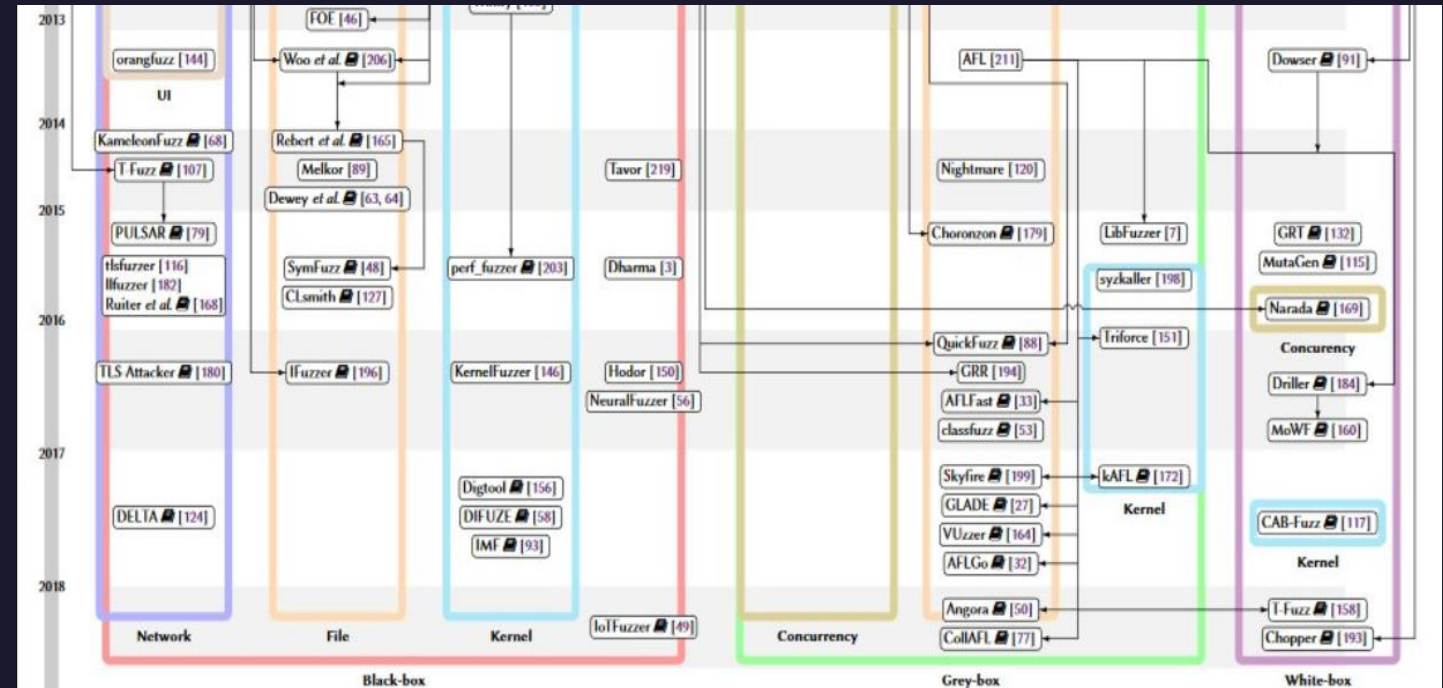 2013
FOE [46]
orangfuzz [144]
Woo et al. [206]
AFL [211]
Dowser [91]
UI
2014
KameleonFuzz [68]
Rebert et al. [165]
T-Fuzz [107]
Melkor [89]
Tavor [219]
Nightmare [120]
Dewey et al. [63, 64]
2015
PULSAR [79]
Choronzon [179]
LibFuzzer [7]
GRT [132]
tlsfuzzer [116]
llfuzzer [182]
Ruiter et al. [168]
SymFuzz [48]
perf_fuzzer [203]
Dharma [3]
MutaGen [115]
syzkaller [198]
CLsmith [127]
Narada [169]
2016
QuickFuzz [88]
Triforce [151]
Concurency
TLS-Attacker [180]
IFuzzer [196]
KernelFuzzer [146]
Hodor [150]
GRR [194]
Driller [184]
NeuralFuzzer [56]
AFLFast [33]
classfuzz [53]
MoWF [160]
2017
Skyfire [199]
kAFL [172]
Digtool [156]
GLADE [27]
Kernel
DELTA [124]
DIFUZE [58]
CAB-Fuzz [117]
VUzzer [164]
IMF [93]
AFLGo [32]
Kernel
2018
Angora [50]
T-Fuzz [158]
IoTFuzzer [49]
CollAFL [77]
Chopper [193]
Network
File
Kernel
Concurrency
Black-box
Grey-box
White-box